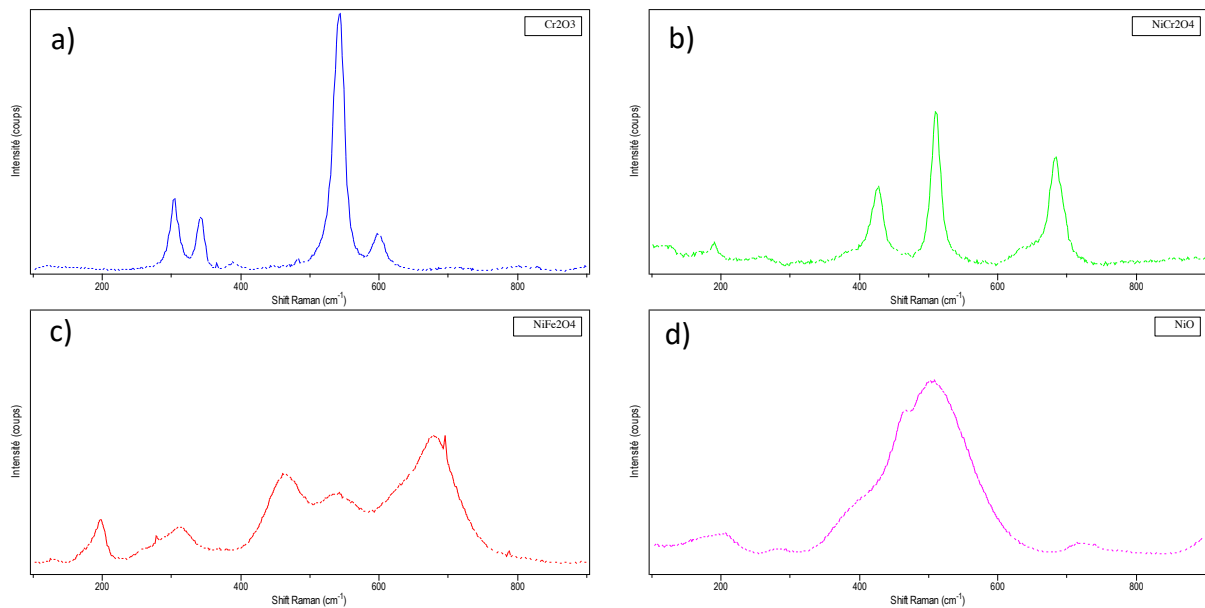 a)
Cr2O3
Intensité (coups)
200 400 600 800
Shift Raman (cm-1)
b)
NiCr2O4
Intensité (coups)
200 400 600 800
Shift Raman (cm-1)
c)
NiFe2O4
Intensité (coups)
200 400 600 800
Shift Raman (cm-1)
d)
NiO
Intensité (coups)
200 400 600 800
Shift Raman (cm-1)